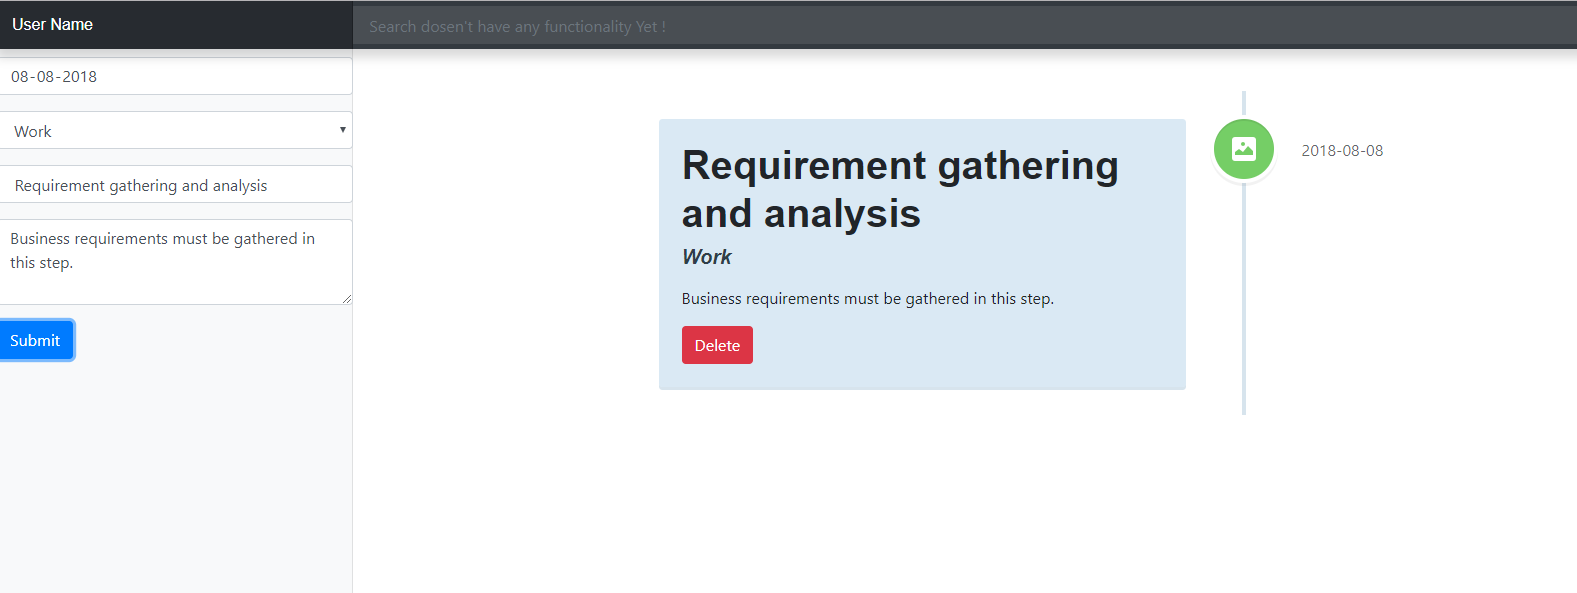 User Name
Search dosen't have any functionality Yet !
08-08-2018
Work
Requirement gathering and analysis
Business requirements must be gathered in
this step.
Submit
Requirement gathering
and analysis
Work
Business requirements must be gathered in this step.
Delete
2018-08-08